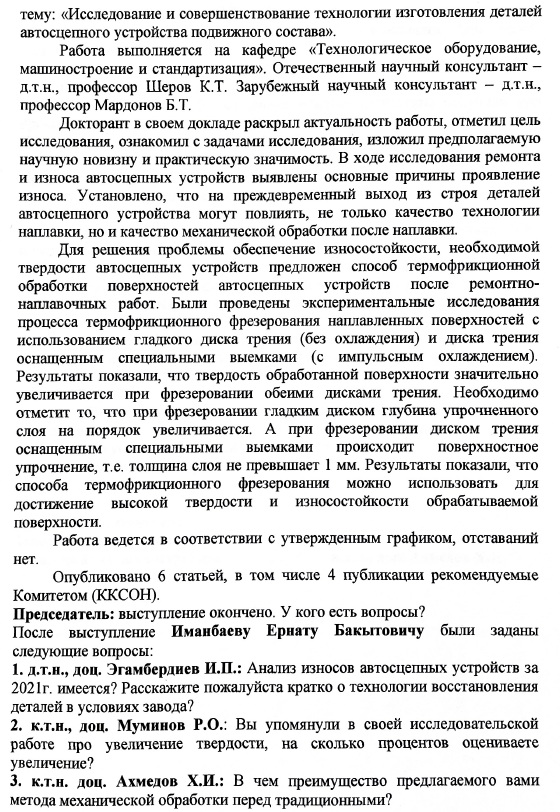 тему: «Исследование и совершенствование технологии изготовления деталей
автосцепного устройства подвижного состава».
Работа выполняется на кафедре «Технологическое оборудование,
машиностроение и стандартизация». Отечественный научный консультант –
д.т.н., профессор Шеров К.Т. Зарубежный научный консультант – д.т.н.,
профессор Мардонов Б.Т.
Докторант в своем докладе раскрыл актуальность работы, отметил цель
исследования, ознакомил с задачами исследования, изложил предполагаемую
научную новизну и практическую значимость. В ходе исследования ремонта
и износа автосцепных устройств выявлены основные причины проявление
износа. Установлено, что на преждевременный выход из строя деталей
автосцепного устройства могут повлиять, не только качество технологии
наплавки, но и качество механической обработки после наплавки.
Для решения проблемы обеспечение износостойкости, необходимой
твердости автосцепных устройств предложен способ термофрикционной
обработки поверхностей автосцепных устройств после ремонтно-
наплавочных работ. Были проведены экспериментальные исследования
процесса термофрикционного фрезерования наплавленных поверхностей с
использованием гладкого диска трения (без охлаждения) и диска трения
оснащенным специальными выемками (с импульсным охлаждением).
Результаты показали, что твердость обработанной поверхности значительно
увеличивается при фрезеровании обеими дисками трения. Необходимо
отметит то, что при фрезеровании гладким диском глубина упрочненного
слоя на порядок увеличивается. А при фрезеровании диском трения
оснащенным специальными выемками происходит поверхностное
упрочнение, т.е. толщина слоя не превышает 1 мм. Результаты показали, что
способа термофрикционного фрезерования можно использовать для
достижение высокой твердости и износостойкости обрабатываемой
поверхности.
Работа ведется в соответствии с утвержденным графиком, отставаний
нет.
Опубликовано 6 статьей, в том числе 4 публикации рекомендуемые
Комитетом (ККСОН).
Председатель: выступление окончено. У кого есть вопросы?
После выступление Иманбаеву Ернату Бакытовичу были заданы
следующие вопросы:
1. д.т.н., доц. Эгамбердиев И.П.: Анализ износов автосцепных устройств за
2021г. имеется? Расскажите пожалуйста кратко о технологии восстановления
деталей в условиях завода?
2. к.т.н., доц. Муминов Р.О.: Вы упомянули в своей исследовательской
работе про увеличение твердости, на сколько процентов оцениваете
увеличение?
3. к.т.н. доц. Ахмедов Х.И.: В чем преимущество предлагаемого вами
метода механической обработки перед традиционным?